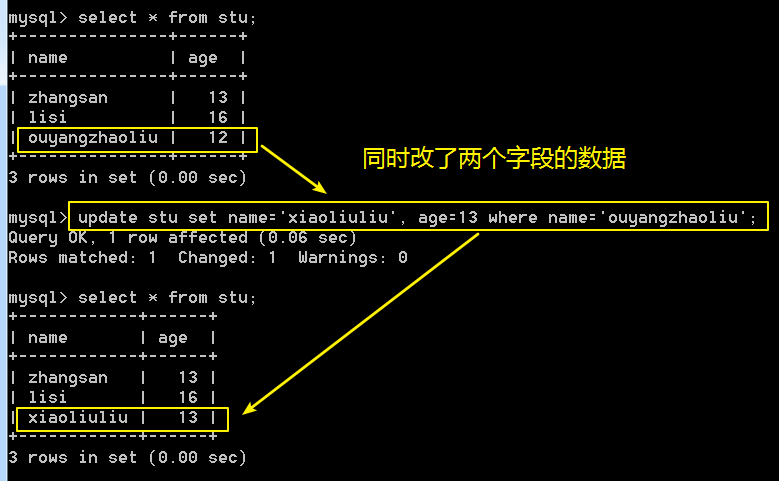 mysql> select * from stu;
+--------------+------+
| name         | age  |
+--------------+------+
| zhangsan     |   13 |
| lisi         |   16 |
| ouyangzhaoliu |   12 |
+--------------+------+
3 rows in set (0.00 sec)
同时改了两个字段的数据
mysql> update stu set name='xiaoliuliu', age=13 where name='ouyangzhaoliu';
Query OK, 1 row affected (0.06 sec)
Rows matched: 1  Changed: 1  Warnings: 0
mysql> select * from stu;
+------------+------+
| name       | age  |
+------------+------+
| zhangsan   |   13 |
| lisi       |   16 |
| xiaoliuliu |   13 |
+------------+------+
3 rows in set (0.00 sec)